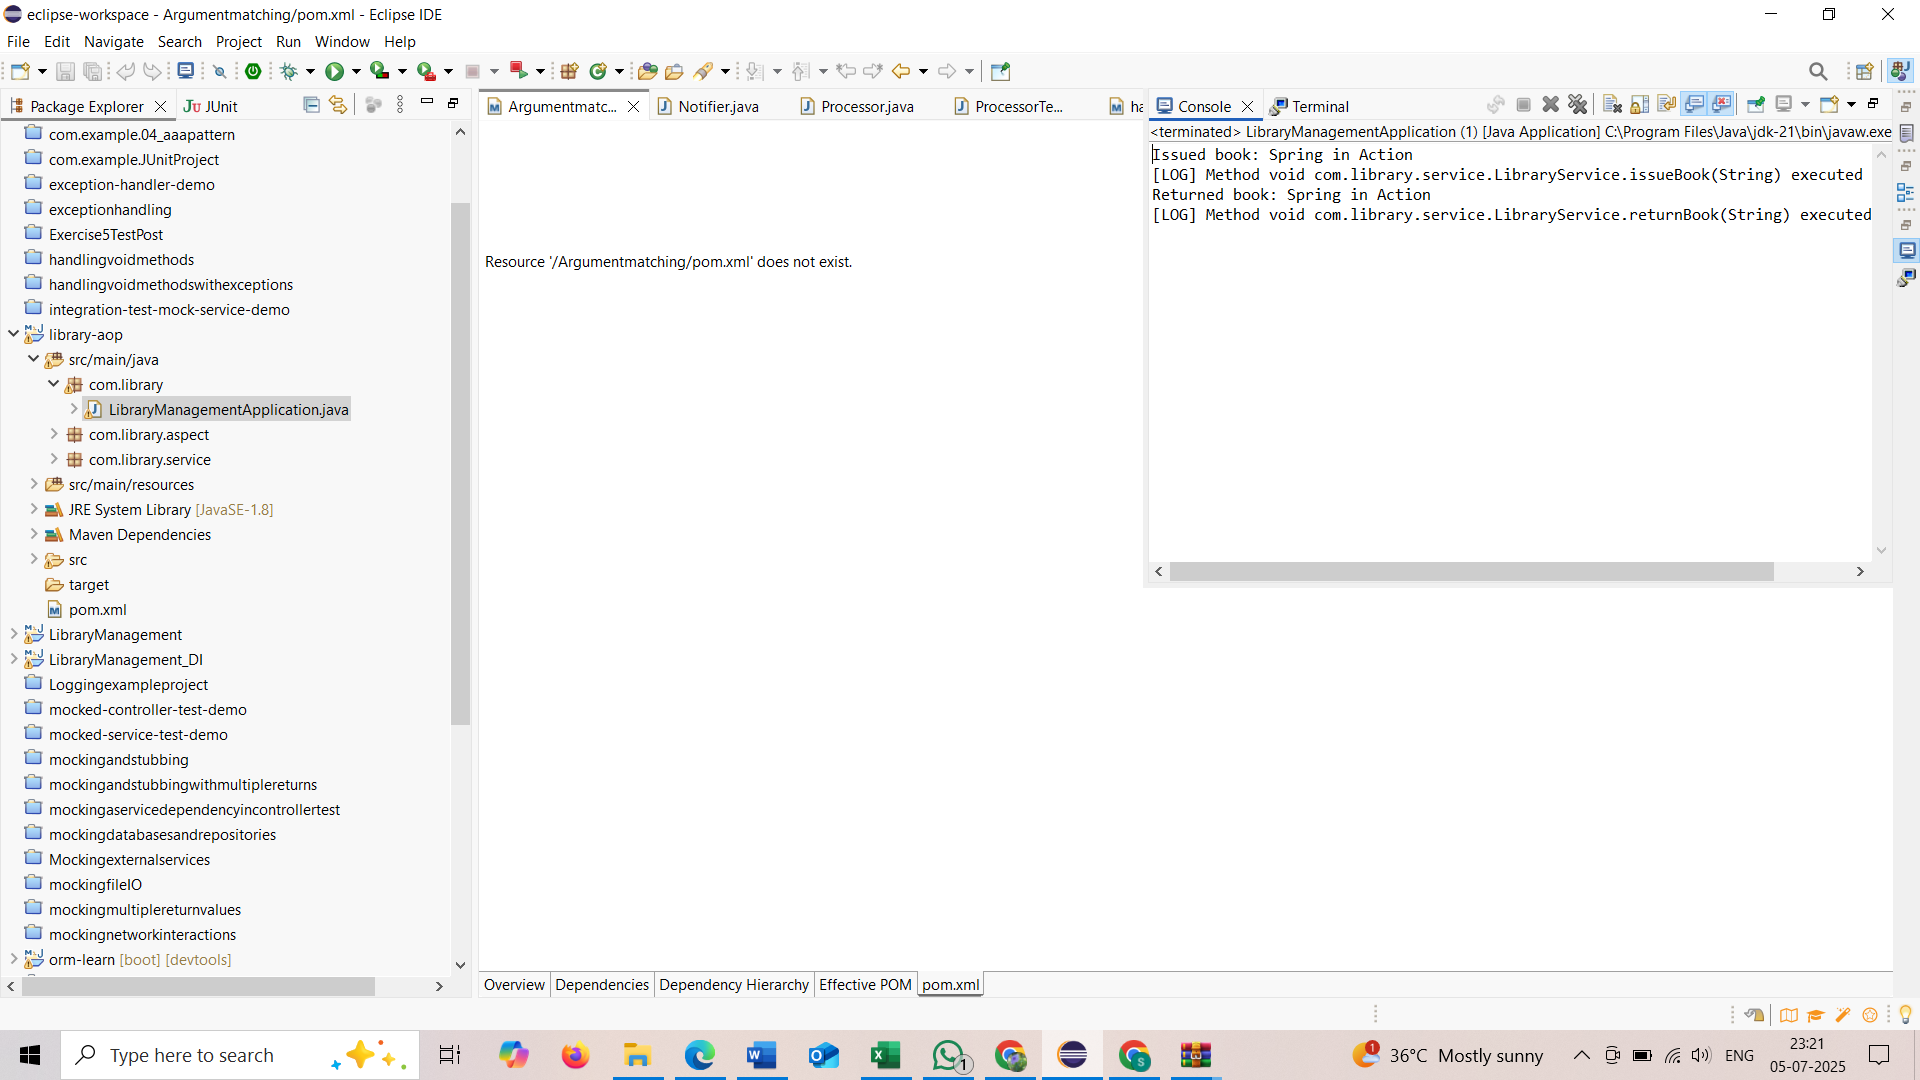 eclipse-workspace - Argumentmatching/pom.xml - Eclipse IDE
File Edit Navigate Search Project Run Window Help
Package Explorer
JUnit
com.example.04_aaapattern
com.example.JUnitProject
exception-handler-demo
exceptionhandling
Exercise5TestPost
handlingvoidmethods
handlingvoidmethodswithexceptions
integration-test-mock-service-demo
library-aop
src/main/java
com.library
LibraryManagementApplication.java
com.library.aspect
com.library.service
src/main/resources
JRE System Library [JavaSE-1.8]
Maven Dependencies
src
target
pom.xml
LibraryManagement
LibraryManagement_DI
Loggingexampleproject
mocked-controller-test-demo
mocked-service-test-demo
mockingandstubbing
mockingandstubbingwithmultiplereturns
mockingaservicedependencyincontrollertest
mockingdatabasesandrepositories
Mockingexternalservices
mockingfileIO
mockingmultiplereturnvalues
mockingnetworkinteractions
orm-learn [boot] [devtools]
Argumentmatc... Notifier.java Processor.java ProcessorTe... ha
Resource '/Argumentmatching/pom.xml' does not exist.
Overview Dependencies Dependency Hierarchy Effective POM pom.xml
Console Terminal
<terminated> LibraryManagementApplication (1) [Java Application] C:\Program Files\Java\jdk-21\bin\javaw.exe
Issued book: Spring in Action
[LOG] Method void com.library.service.LibraryService.issueBook(String) executed
Returned book: Spring in Action
[LOG] Method void com.library.service.LibraryService.returnBook(String) executed
Type here to search
1
1
36°C Mostly sunny
ENG
23:21
05-07-2025